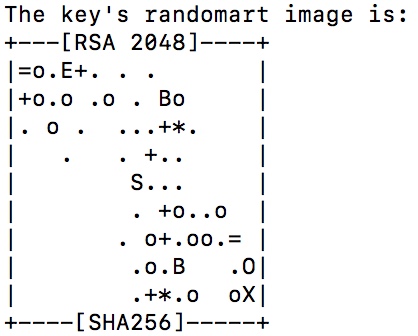 The key's randomart image is:
+---[RSA 2048]----+
|=o.E+. . .       |
|+o.o .o . Bo     |
|. o .  ...+*.    |
|   .   . +..     |
|        S...     |
|        . +o..o  |
|       . o+.oo.= |
|        .o.B   .O|
|        .+*.o  oX|
+----[SHA256]-----+